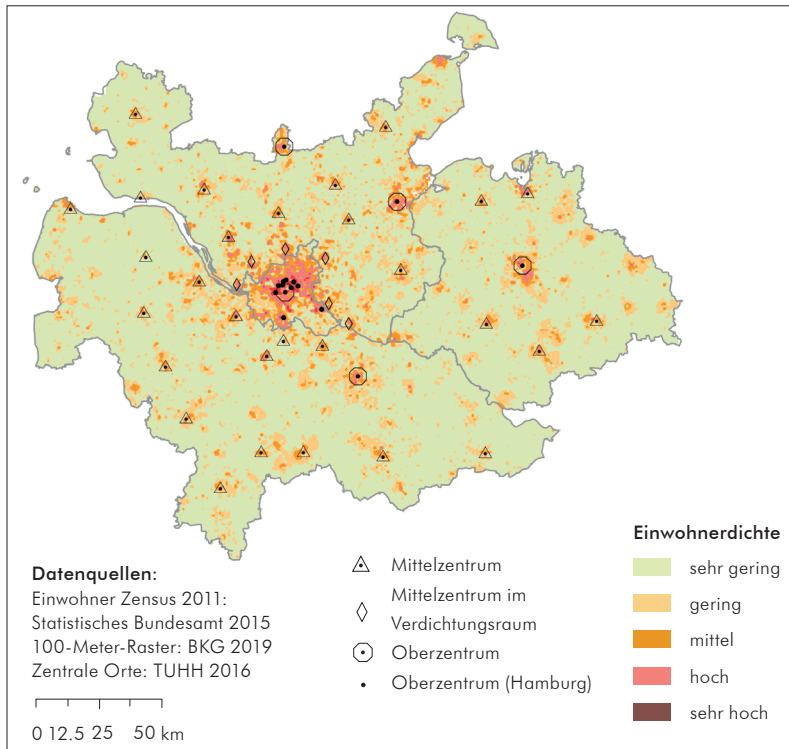 Datenquellen:
Einwohner Zensus 2011:
Statistisches Bundesamt 2015
100-Meter-Raster: BKG 2019
Zentrale Orte: TUHH 2016
0 12.5 25 50 km
Mittelzentrum
Mittelzentrum im
Verdichtungsraum
Oberzentrum
Oberzentrum (Hamburg)
Einwohnerdichte
sehr gering
gering
mittel
hoch
sehr hoch